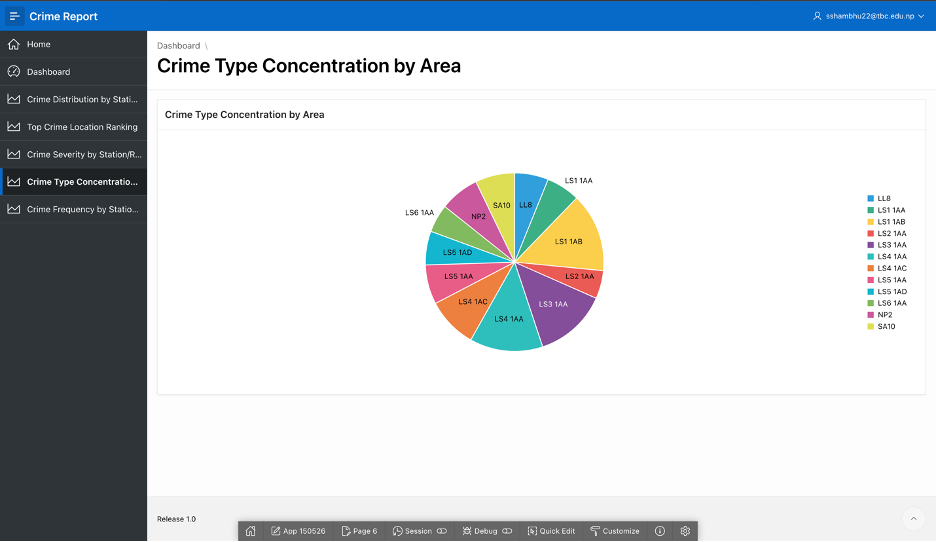 Crime Report
sshambhu22@tbc.edu.np
Home
Dashboard
Crime Distribution by Stati...
Top Crime Location Ranking
Crime Severity by Station/R...
Crime Type Concentratio...
Crime Frequency by Statio...
Dashboard \
Crime Type Concentration by Area
Crime Type Concentration by Area
LL8
LS1 1AA
LS1 1AB
LS2 1AA
LS3 1AA
LS4 1AA
LS4 1AC
LS5 1AA
LS5 1AD
LS6 1AA
NP2
SA10
LL8
LS1 1AA
LS1 1AB
LS2 1AA
LS3 1AA
LS4 1AA
LS4 1AC
LS5 1AA
LS5 1AD
LS6 1AA
NP2
SA10
Release 1.0
App 150526 Page 6 Session Debug Quick Edit Customize